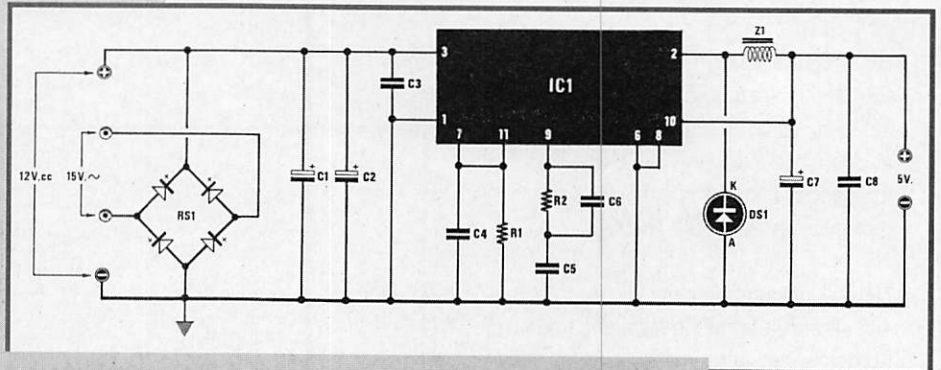 Z1
3
2
IC1
C3
1
10
7 11 9 6 8
12V.cc
15V.~
RS1
C1
C2
C4
R1
R2
C6
C5
K
DS1
A
C7
C8
5V.